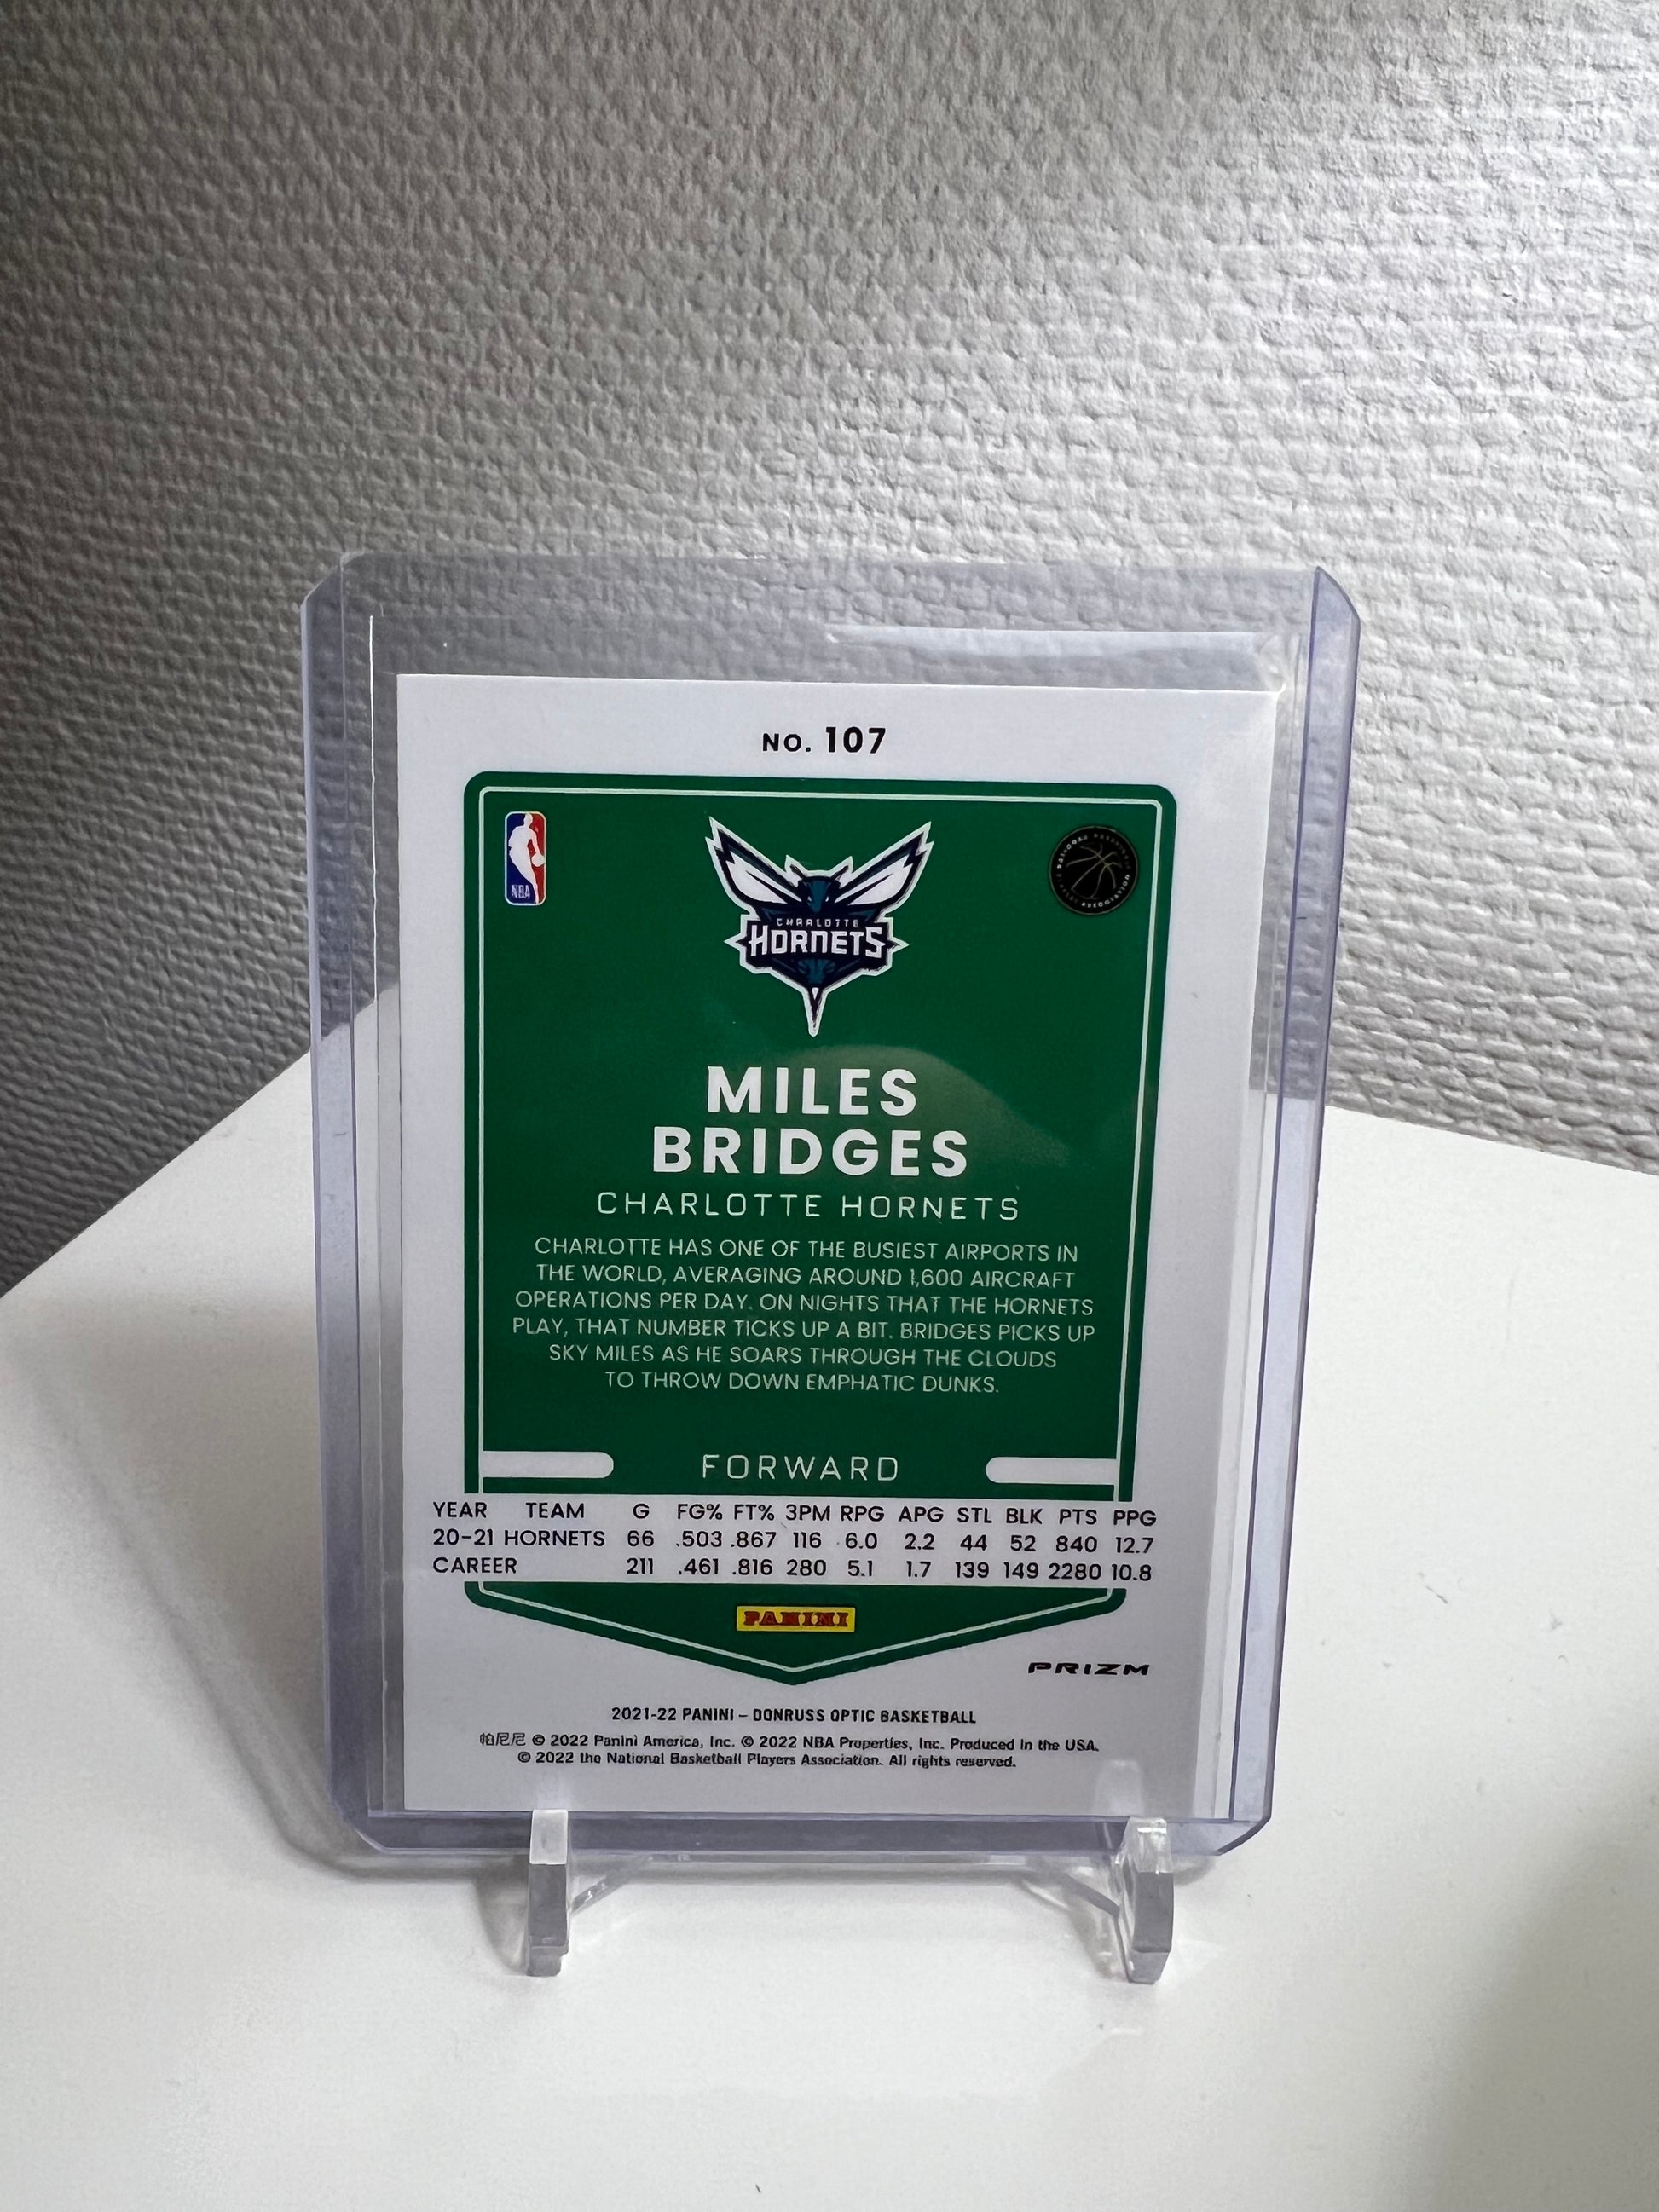 NO. 107
NBA
CHARLOTTE
HORNETS
MILES
BRIDGES
CHARLOTTE HORNETS
CHARLOTTE HAS ONE OF THE BUSIEST AIRPORTS IN
THE WORLD, AVERAGING AROUND 1,600 AIRCRAFT
OPERATIONS PER DAY. ON NIGHTS THAT THE HORNETS
PLAY, THAT NUMBER TICKS UP A BIT. BRIDGES PICKS UP
SKY MILES AS HE SOARS THROUGH THE CLOUDS
TO THROW DOWN EMPHATIC DUNKS.
FORWARD
YEAR TEAM G FG% FT% 3PM RPG APG STL BLK PTS PPG
20-21 HORNETS 66 .503 .867 116 6.0 2.2 44 52 840 12.7
CAREER 211 .461 .816 280 5.1 1.7 139 149 2280 10.8
PANINI
PRIZM
2021-22 PANINI – DONRUSS OPTIC BASKETBALL
帕尼尼 © 2022 Panini America, Inc. © 2022 NBA Properties, Inc. Produced in the USA.
© 2022 the National Basketball Players Association. All rights reserved.